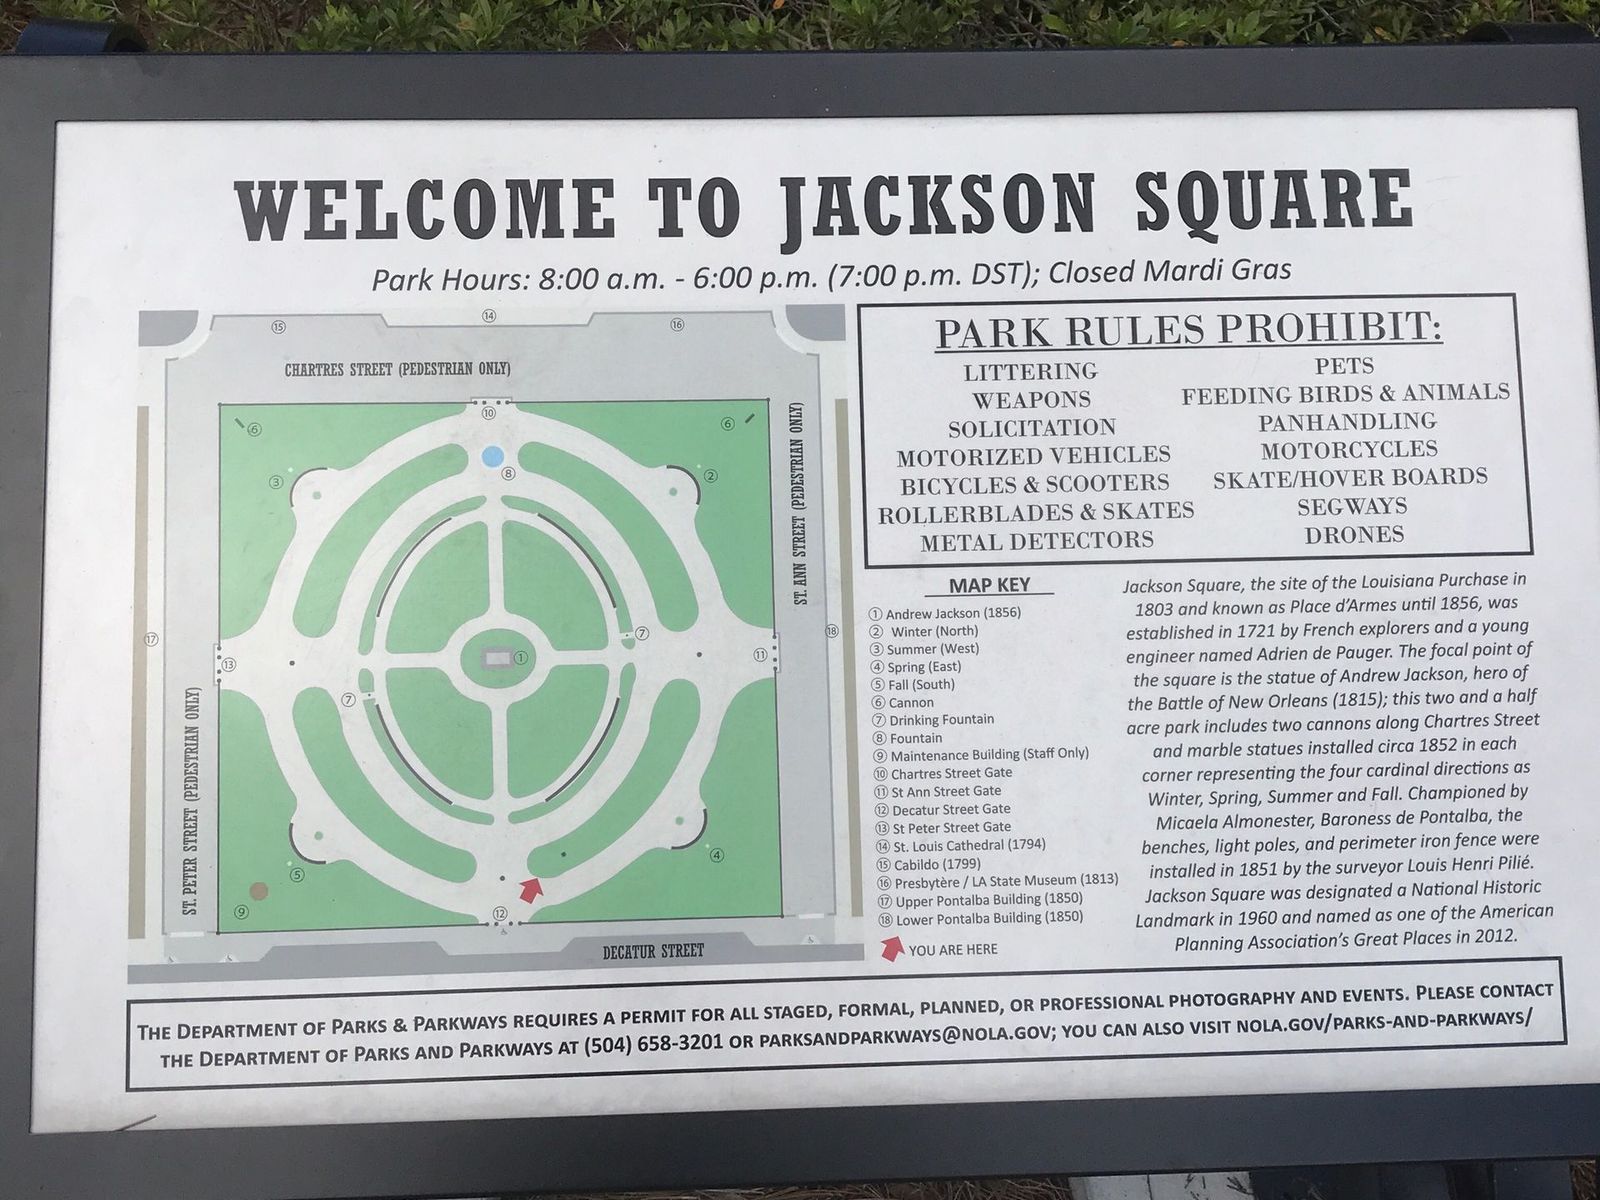 WELCOME TO JACKSON SQUARE
Park Hours: 8:00 a.m. - 6:00 p.m. (7:00 p.m. DST); Closed Mardi Gras
15
14
16
CHARTRES STREET (PEDESTRIAN ONLY)
10
6
6
8
3
2
ST. ANN STREET (PEDESTRIAN ONLY)
17
7
18
13
1
11
7
ST. PETER STREET (PEDESTRIAN ONLY)
5
4
9
12
DECATUR STREET
PARK RULES PROHIBIT:
LITTERING
WEAPONS
SOLICITATION
MOTORIZED VEHICLES
BICYCLES & SCOOTERS
ROLLERBLADES & SKATES
METAL DETECTORS
PETS
FEEDING BIRDS & ANIMALS
PANHANDLING
MOTORCYCLES
SKATE/HOVER BOARDS
SEGWAYS
DRONES
MAP KEY
1 Andrew Jackson (1856)
2 Winter (North)
3 Summer (West)
4 Spring (East)
5 Fall (South)
6 Cannon
7 Drinking Fountain
8 Fountain
9 Maintenance Building (Staff Only)
10 Chartres Street Gate
11 St Ann Street Gate
12 Decatur Street Gate
13 St Peter Street Gate
14 St. Louis Cathedral (1794)
15 Cabildo (1799)
16 Presbytère / LA State Museum (1813)
17 Upper Pontalba Building (1850)
18 Lower Pontalba Building (1850)
YOU ARE HERE
Jackson Square, the site of the Louisiana Purchase in
1803 and known as Place d'Armes until 1856, was
established in 1721 by French explorers and a young
engineer named Adrien de Pauger. The focal point of
the square is the statue of Andrew Jackson, hero of
the Battle of New Orleans (1815); this two and a half
acre park includes two cannons along Chartres Street
and marble statues installed circa 1852 in each
corner representing the four cardinal directions as
Winter, Spring, Summer and Fall. Championed by
Micaela Almonester, Baroness de Pontalba, the
benches, light poles, and perimeter iron fence were
installed in 1851 by the surveyor Louis Henri Pilié.
Jackson Square was designated a National Historic
Landmark in 1960 and named as one of the American
Planning Association's Great Places in 2012.
THE DEPARTMENT OF PARKS & PARKWAYS REQUIRES A PERMIT FOR ALL STAGED, FORMAL, PLANNED, OR PROFESSIONAL PHOTOGRAPHY AND EVENTS. PLEASE CONTACT
THE DEPARTMENT OF PARKS AND PARKWAYS AT (504) 658-3201 OR PARKSANDPARKWAYS@NOLA.GOV; YOU CAN ALSO VISIT NOLA.GOV/PARKS-AND-PARKWAYS/